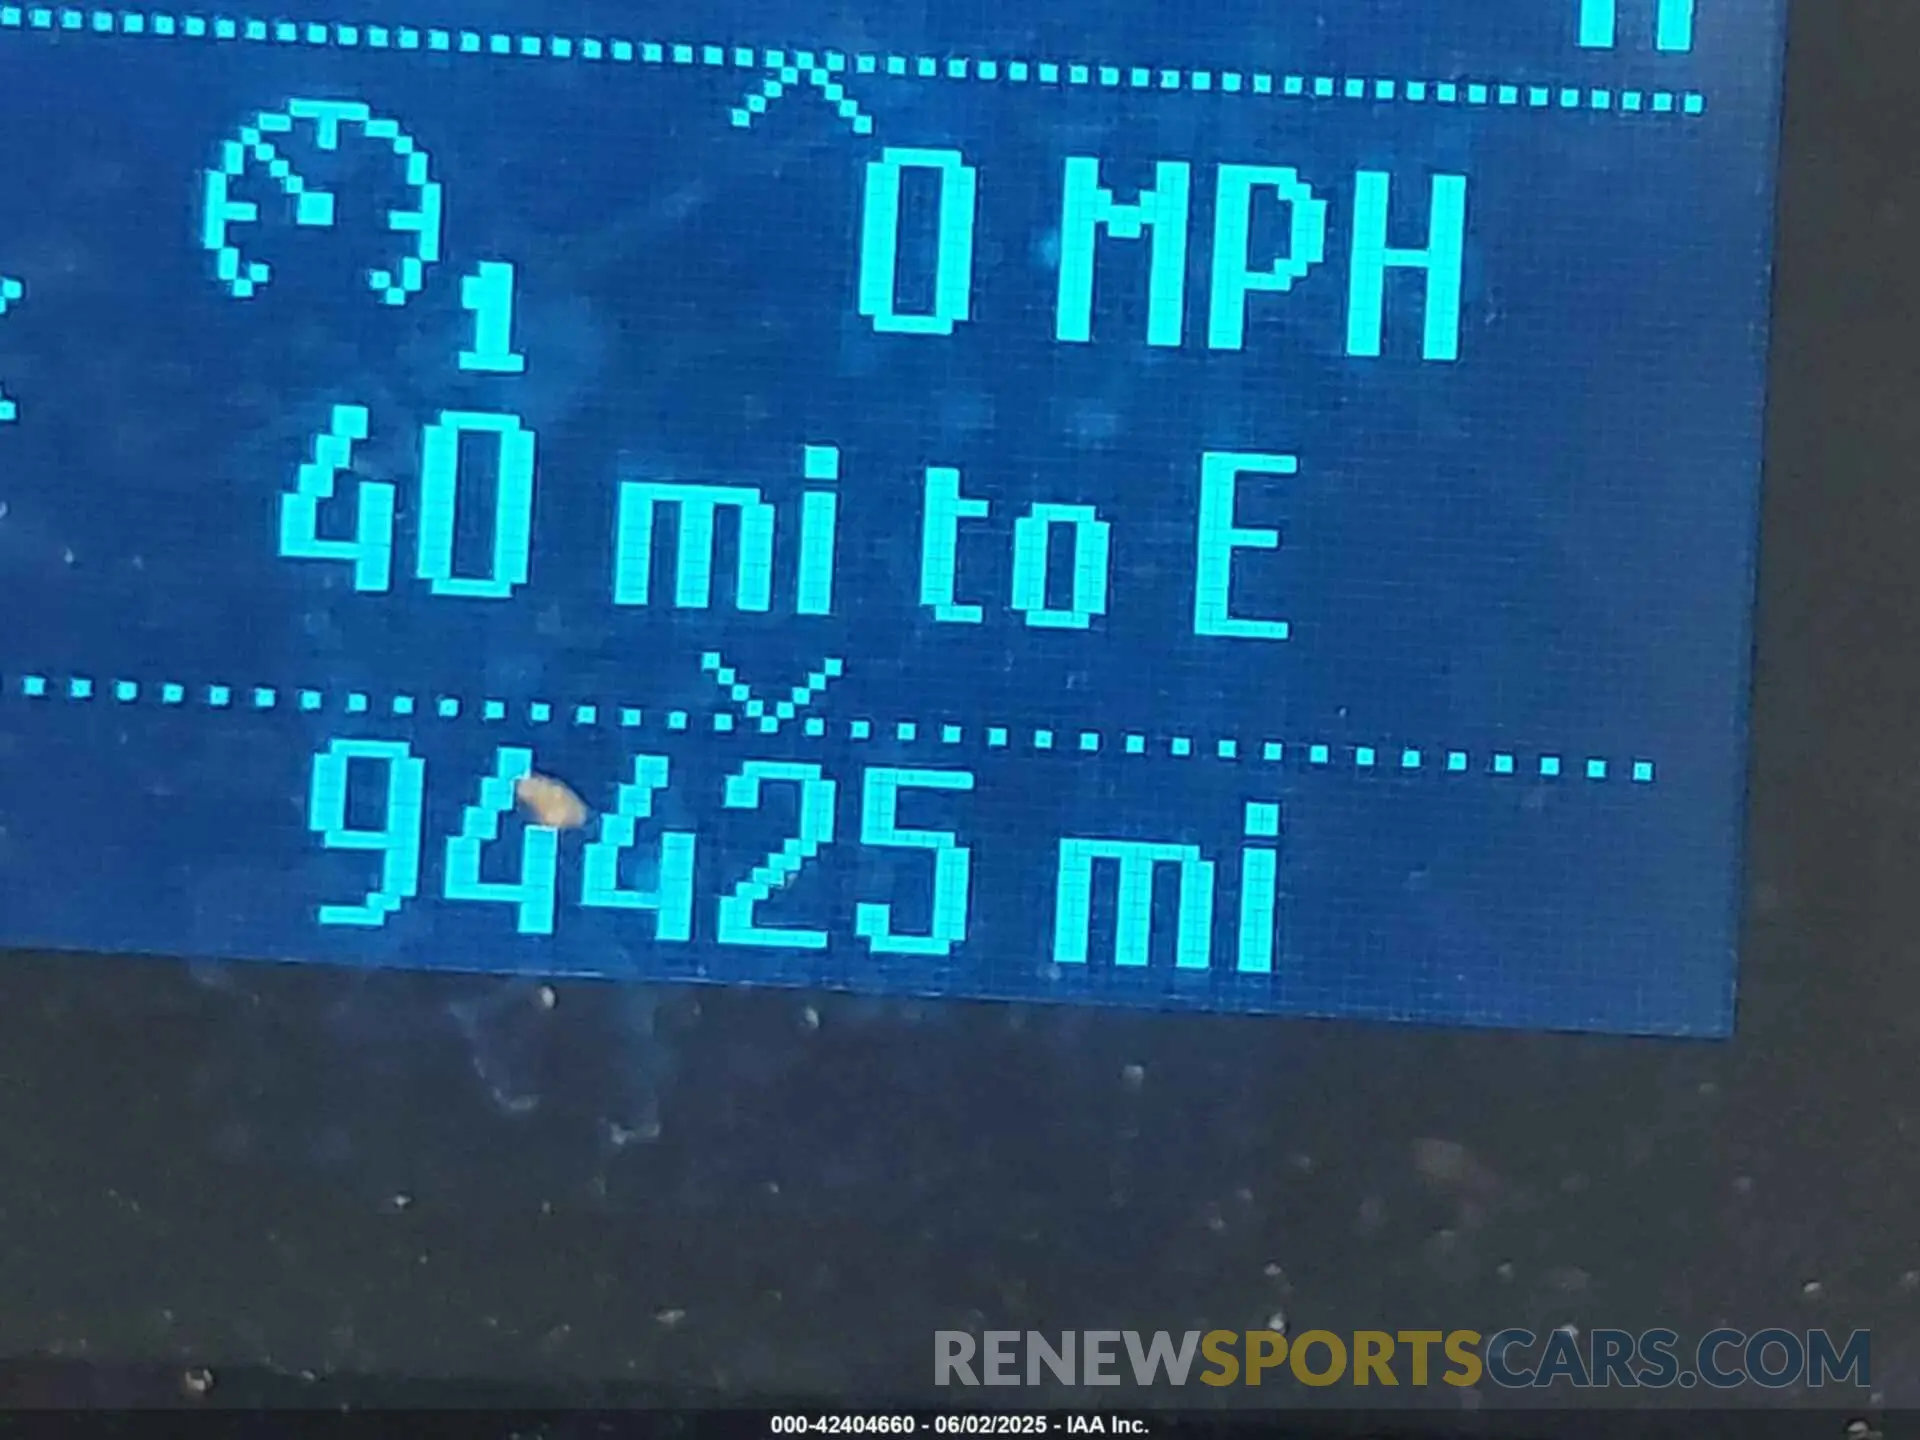 0 MPH
1
40 mi to E
94425 mi
RENEWSPORTSCARS.COM
000-42404660 - 06/02/2025 - IAA Inc.